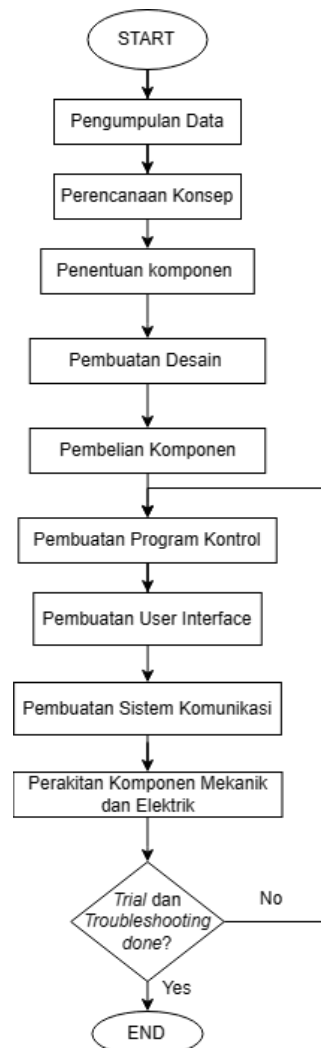 START
Pengumpulan Data
Perencanaan Konsep
Penentuan komponen
Pembuatan Desain
Pembelian Komponen
Pembuatan Program Kontrol
Pembuatan User Interface
Pembuatan Sistem Komunikasi
Perakitan Komponen Mekanik
dan Elektrik
Trial dan
Troubleshooting
done?
No
Yes
END